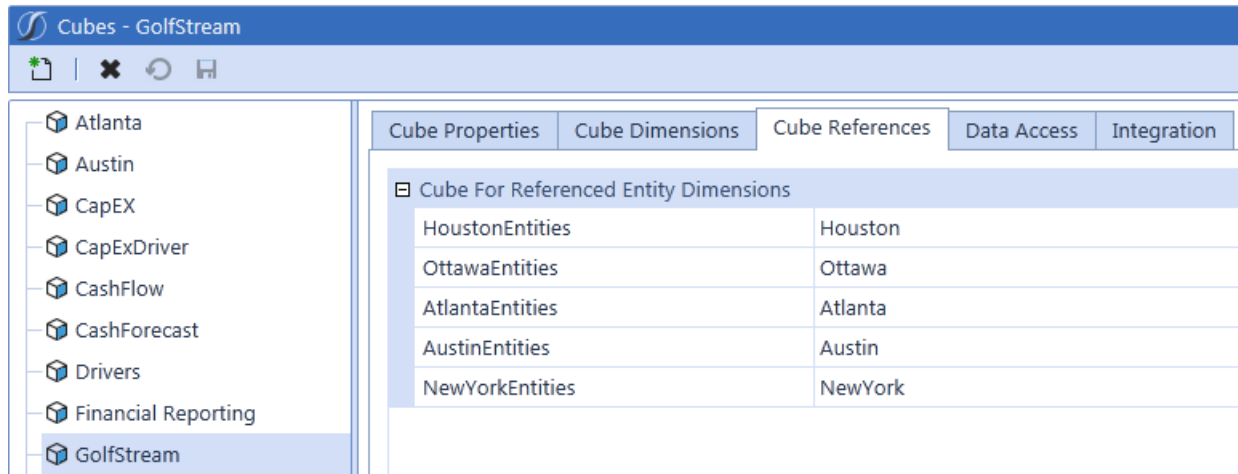 Cubes - GolfStream
Atlanta
Austin
CapEX
CapExDriver
CashFlow
CashForecast
Drivers
Financial Reporting
GolfStream
Cube Properties Cube Dimensions Cube References Data Access Integration
Cube For Referenced Entity Dimensions
HoustonEntities Houston
OttawaEntities Ottawa
AtlantaEntities Atlanta
AustinEntities Austin
NewYorkEntities NewYork